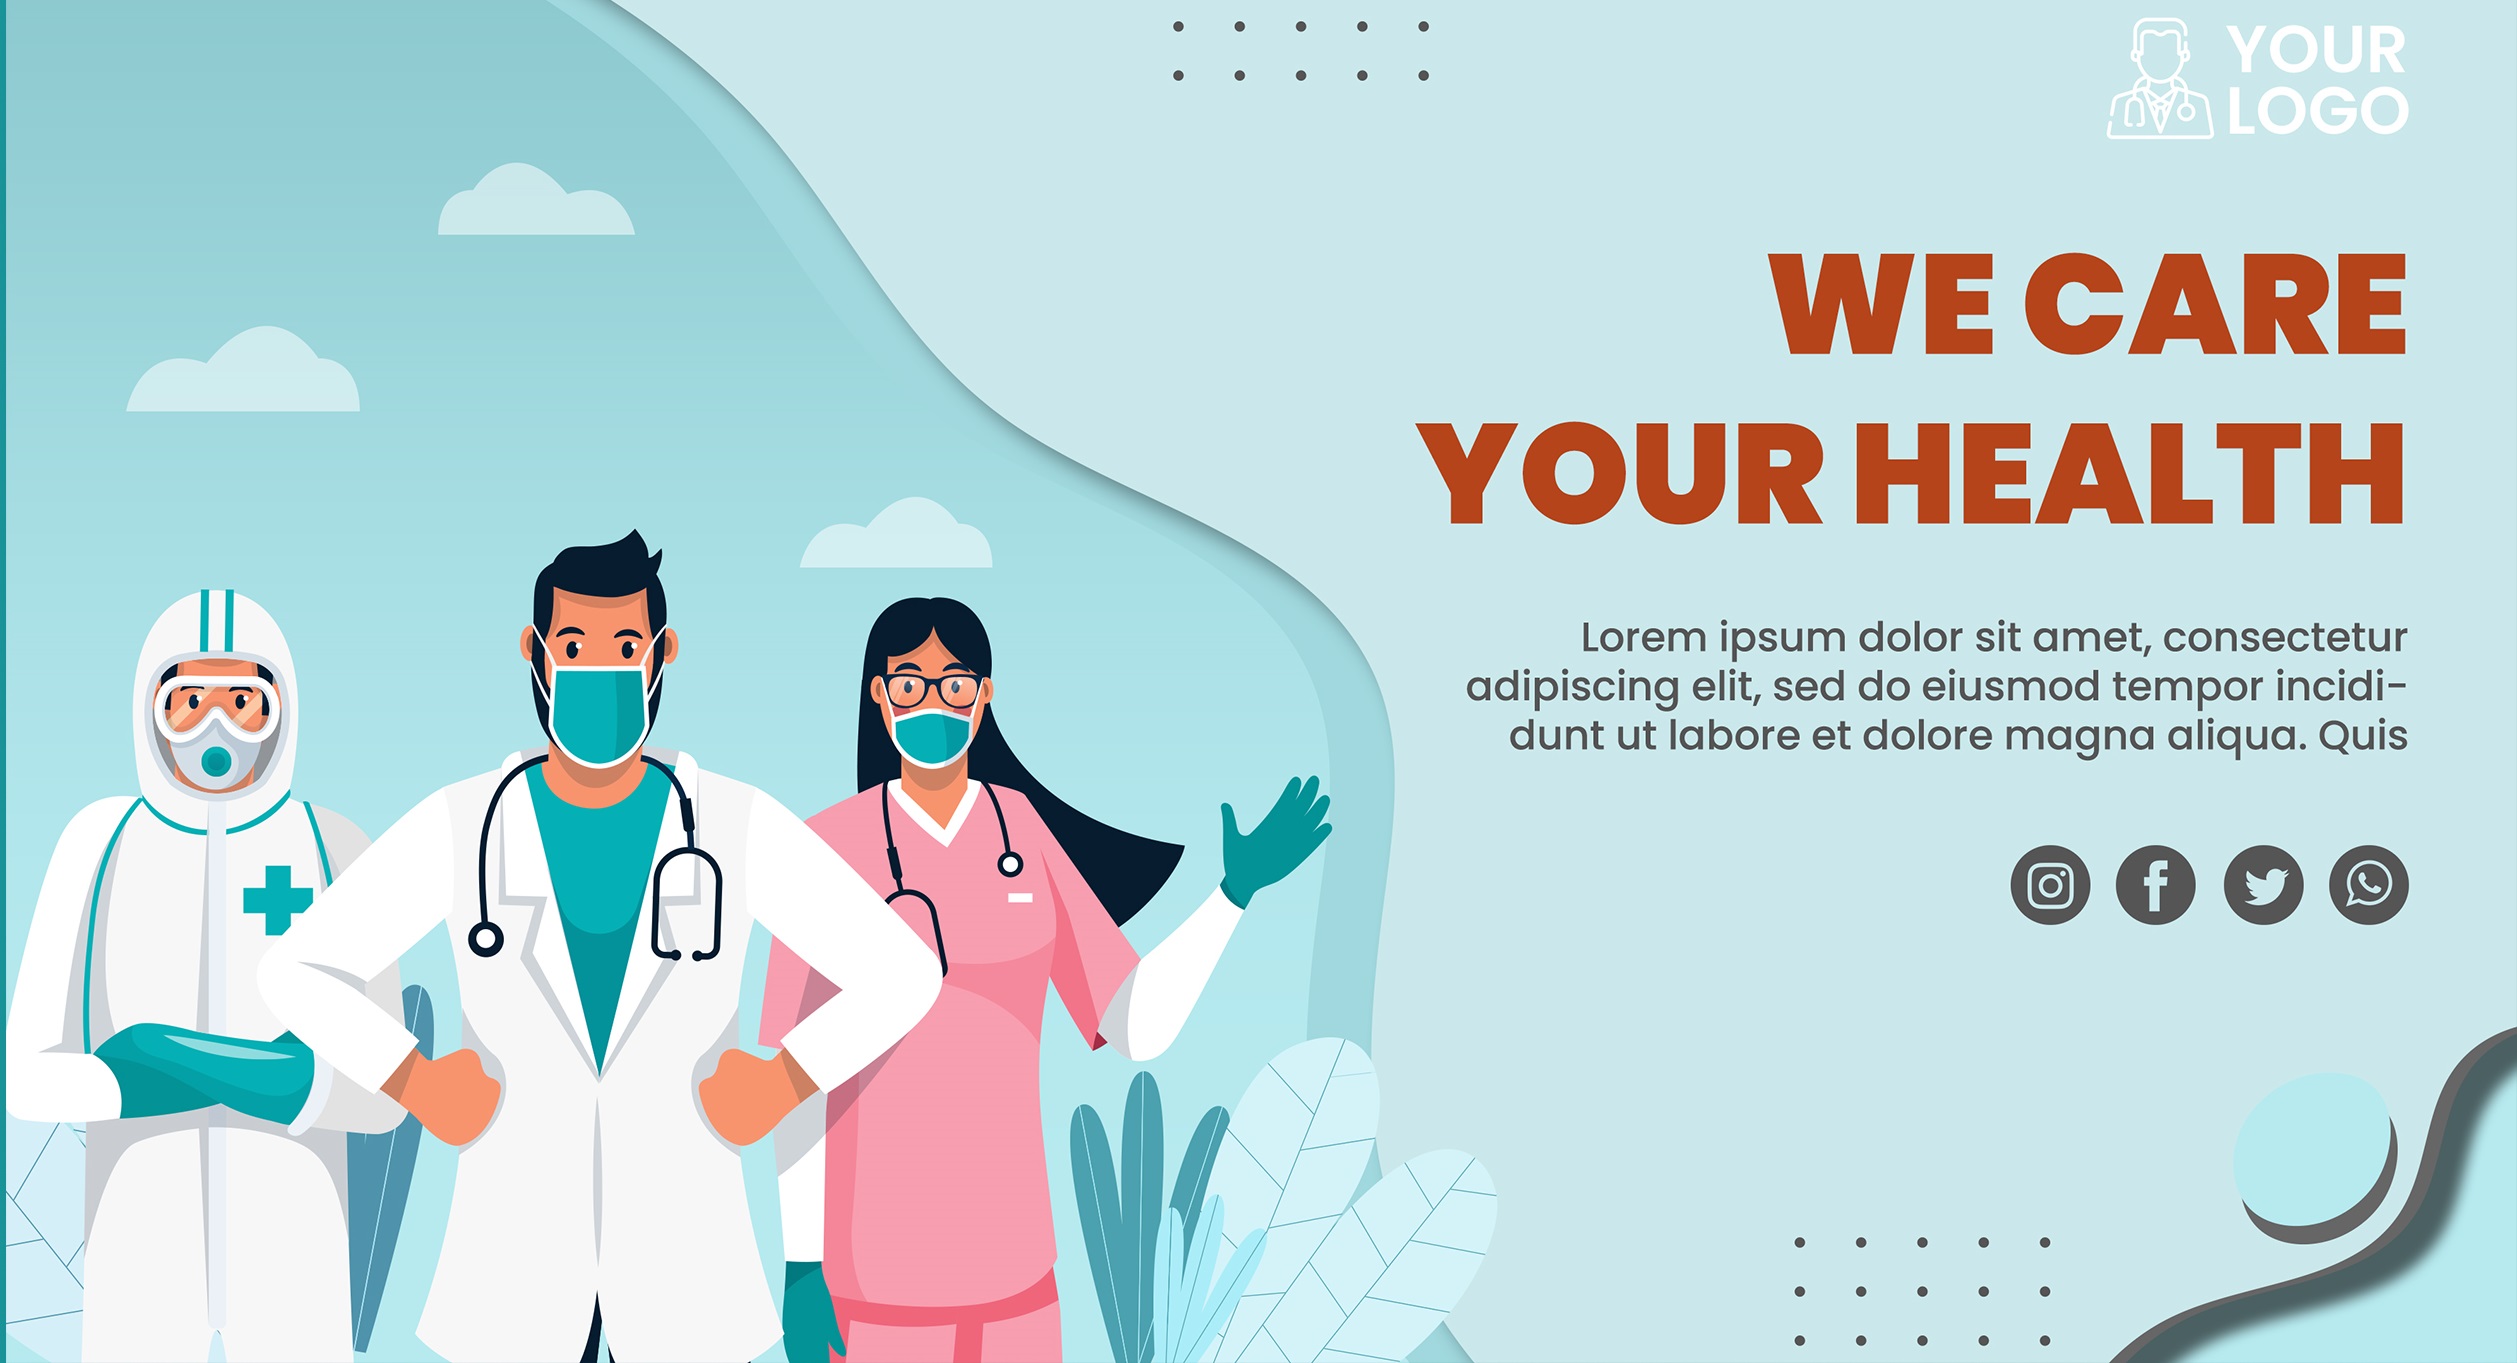 YOUR
LOGO
WE CARE
YOUR HEALTH
Lorem ipsum dolor sit amet, consectetur
adipiscing elit, sed do eiusmod tempor incidi-
dunt ut labore et dolore magna aliqua. Quis